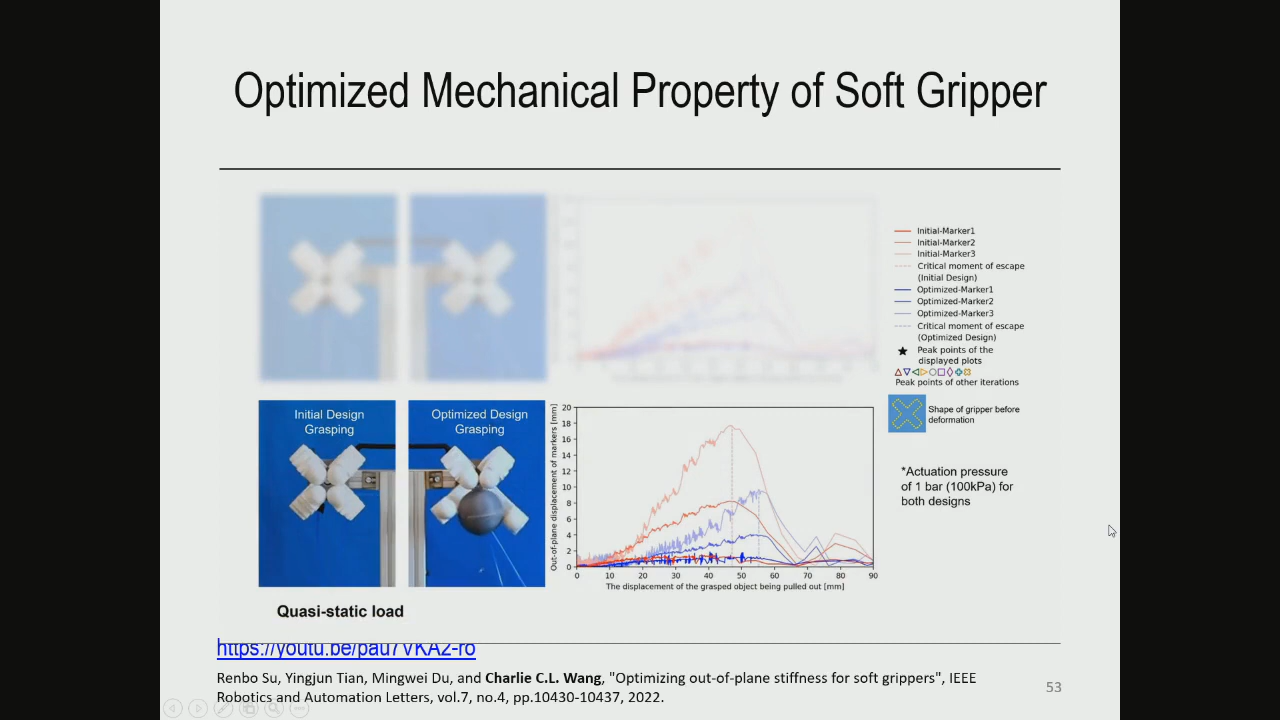 Optimized Mechanical Property of Soft Gripper
Initial-Marker1
Initial-Marker2
Initial-Marker3
Critical moment of escape
(Initial Design)
Optimized-Marker1
Optimized-Marker2
Optimized-Marker3
Critical moment of escape
(Optimized Design)
Peak points of the
displayed plots
Peak points of other iterations
Shape of gripper before
deformation
*Actuation pressure
of 1 bar (100kPa) for
both designs
Initial Design
Grasping
Optimized Design
Grasping
Out-of-plane displacement of markers [mm]
20
18
16
14
12
10
8
6
4
2
0
0 10 20 30 40 50 60 70 80 90
The displacement of the grasped object being pulled out [mm]
Quasi-static load
https://youtu.be/pau7VKA2-ro
Renbo Su, Yingjun Tian, Mingwei Du, and Charlie C.L. Wang, "Optimizing out-of-plane stiffness for soft grippers", IEEE
Robotics and Automation Letters, vol.7, no.4, pp.10430-10437, 2022.
53